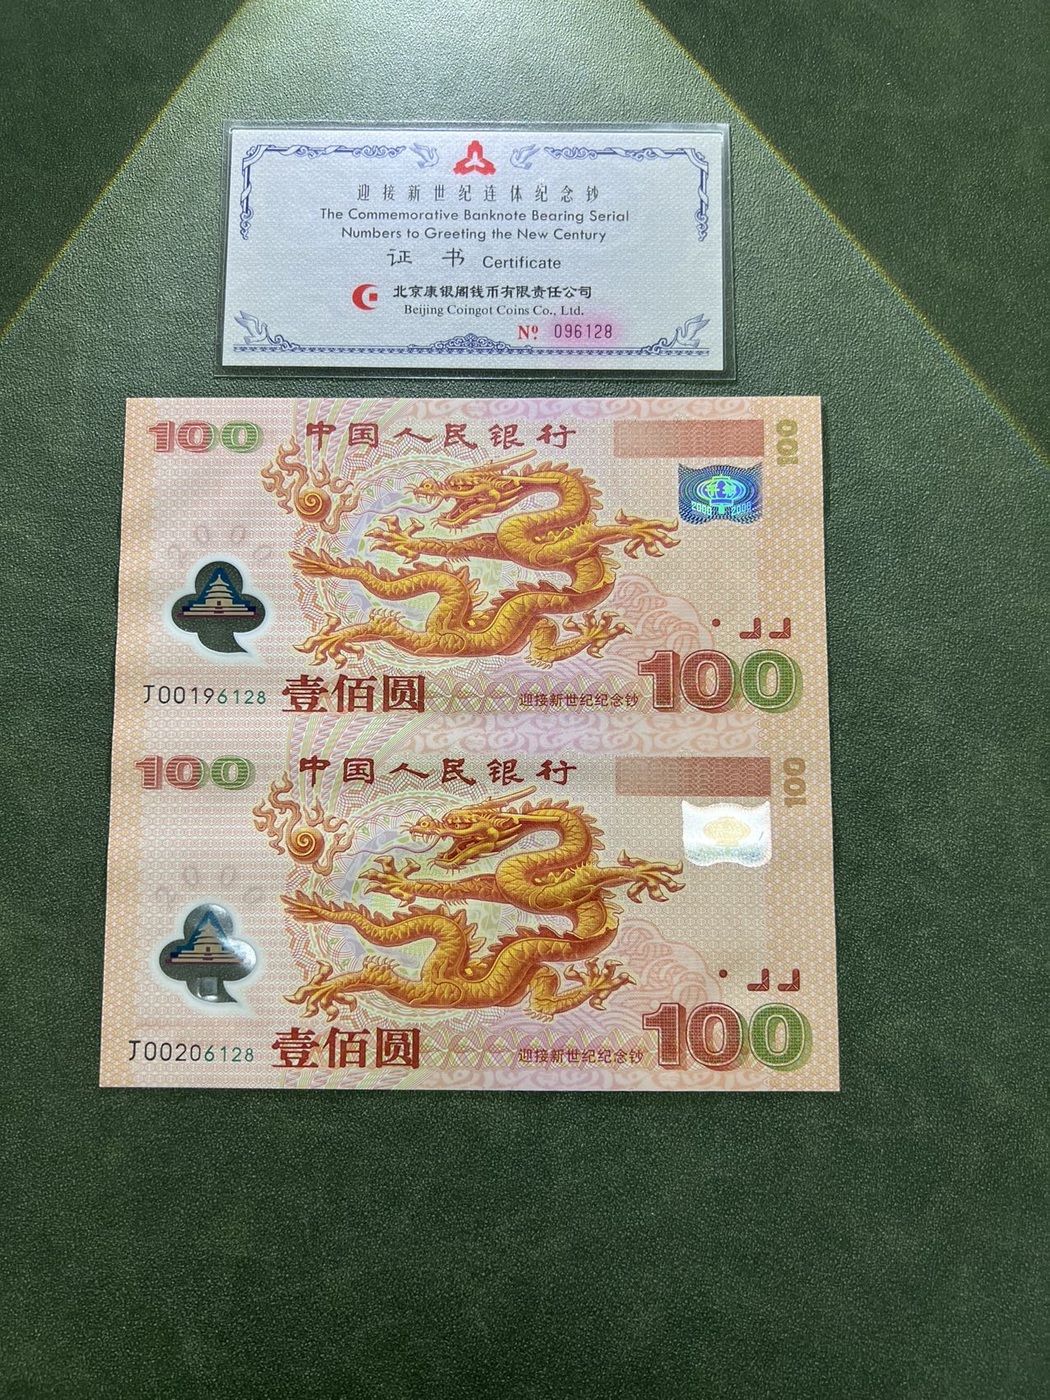 迎接新世纪连体纪念钞
The Commemorative Banknote Bearing Serial
Numbers to Greeting the New Century
证 书 Certificate
北京康银阁钱币有限责任公司
Beijing Coingot Coins Co., Ltd.
Nº 096128
100 中国人民银行 100
2000
J00196128 壹佰圆 迎接新世纪纪念钞 100
100 中国人民银行 100
2000
J00206128 壹佰圆 迎接新世纪纪念钞 100